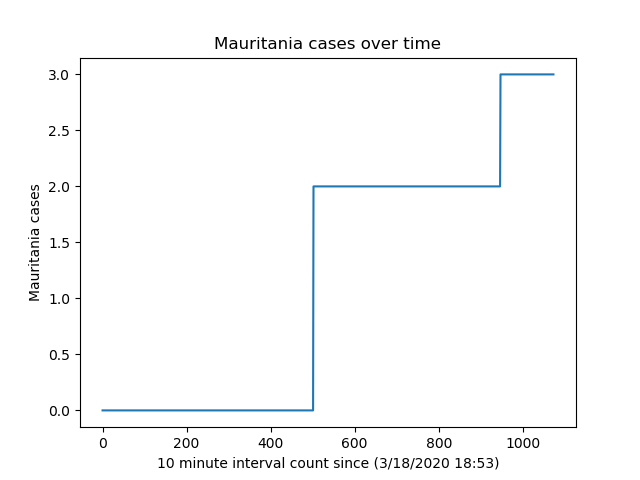 Mauritania cases over time
3.0
2.5
2.0
1.5
1.0
0.5
0.0
Mauritania cases
0 200 400 600 800 1000
10 minute interval count since (3/18/2020 18:53)